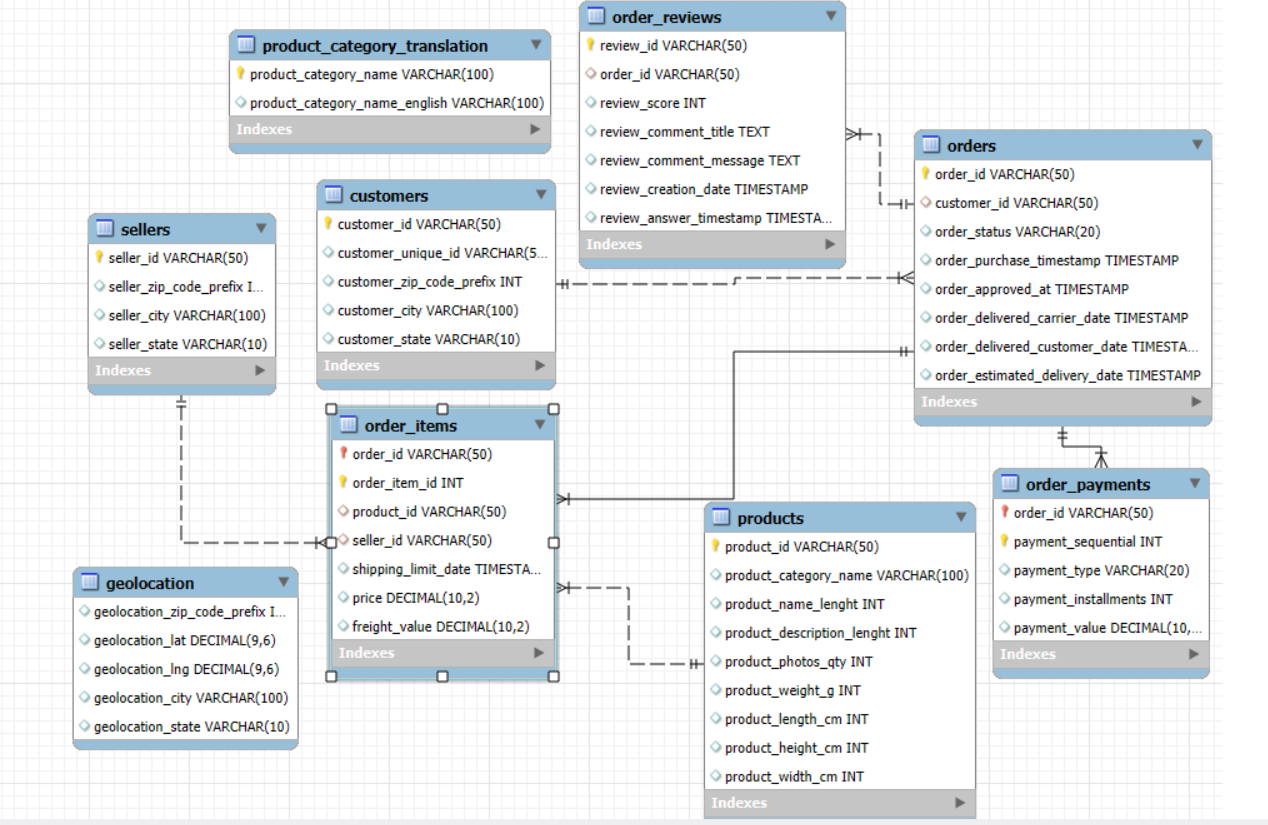 product_category_translation
product_category_name VARCHAR(100)
product_category_name_english VARCHAR(100)
Indexes
order_reviews
review_id VARCHAR(50)
order_id VARCHAR(50)
review_score INT
review_comment_title TEXT
review_comment_message TEXT
review_creation_date TIMESTAMP
review_answer_timestamp TIMESTA...
Indexes
orders
order_id VARCHAR(50)
customer_id VARCHAR(50)
order_status VARCHAR(20)
order_purchase_timestamp TIMESTAMP
order_approved_at TIMESTAMP
order_delivered_carrier_date TIMESTAMP
order_delivered_customer_date TIMESTA...
order_estimated_delivery_date TIMESTAMP
Indexes
customers
customer_id VARCHAR(50)
customer_unique_id VARCHAR(5...
customer_zip_code_prefix INT
customer_city VARCHAR(100)
customer_state VARCHAR(10)
Indexes
sellers
seller_id VARCHAR(50)
seller_zip_code_prefix I...
seller_city VARCHAR(100)
seller_state VARCHAR(10)
Indexes
order_items
order_id VARCHAR(50)
order_item_id INT
product_id VARCHAR(50)
seller_id VARCHAR(50)
shipping_limit_date TIMESTA...
price DECIMAL(10,2)
freight_value DECIMAL(10,2)
Indexes
order_payments
order_id VARCHAR(50)
payment_sequential INT
payment_type VARCHAR(20)
payment_installments INT
payment_value DECIMAL(10,...
Indexes
products
product_id VARCHAR(50)
product_category_name VARCHAR(100)
product_name_lenght INT
product_description_lenght INT
product_photos_qty INT
product_weight_g INT
product_length_cm INT
product_height_cm INT
product_width_cm INT
Indexes
geolocation
geolocation_zip_code_prefix I...
geolocation_lat DECIMAL(9,6)
geolocation_lng DECIMAL(9,6)
geolocation_city VARCHAR(100)
geolocation_state VARCHAR(10)